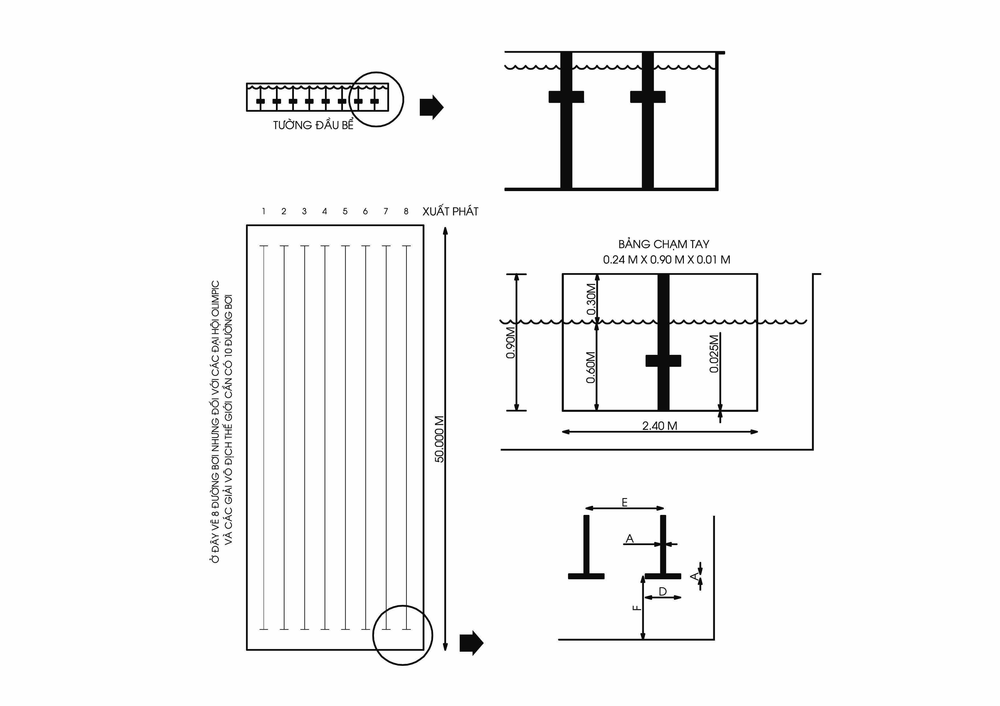 TƯỜNG ĐẦU BỂ
1 2 3 4 5 6 7 8 XUẤT PHÁT
Ở ĐÂY VẼ 8 ĐƯỜNG BƠI NHƯNG ĐỐI VỚI CÁC ĐẠI HỘI OLIMPIC
VÀ CÁC GIẢI VÔ ĐỊCH THẾ GIỚI CẦN CÓ 10 ĐƯỜNG BƠI
50.000 M
BẢNG CHẠM TAY
0.24 M X 0.90 M X 0.01 M
0.90M
0.30M
0.60M
0.025M
2.40 M
E
A
A
D
F